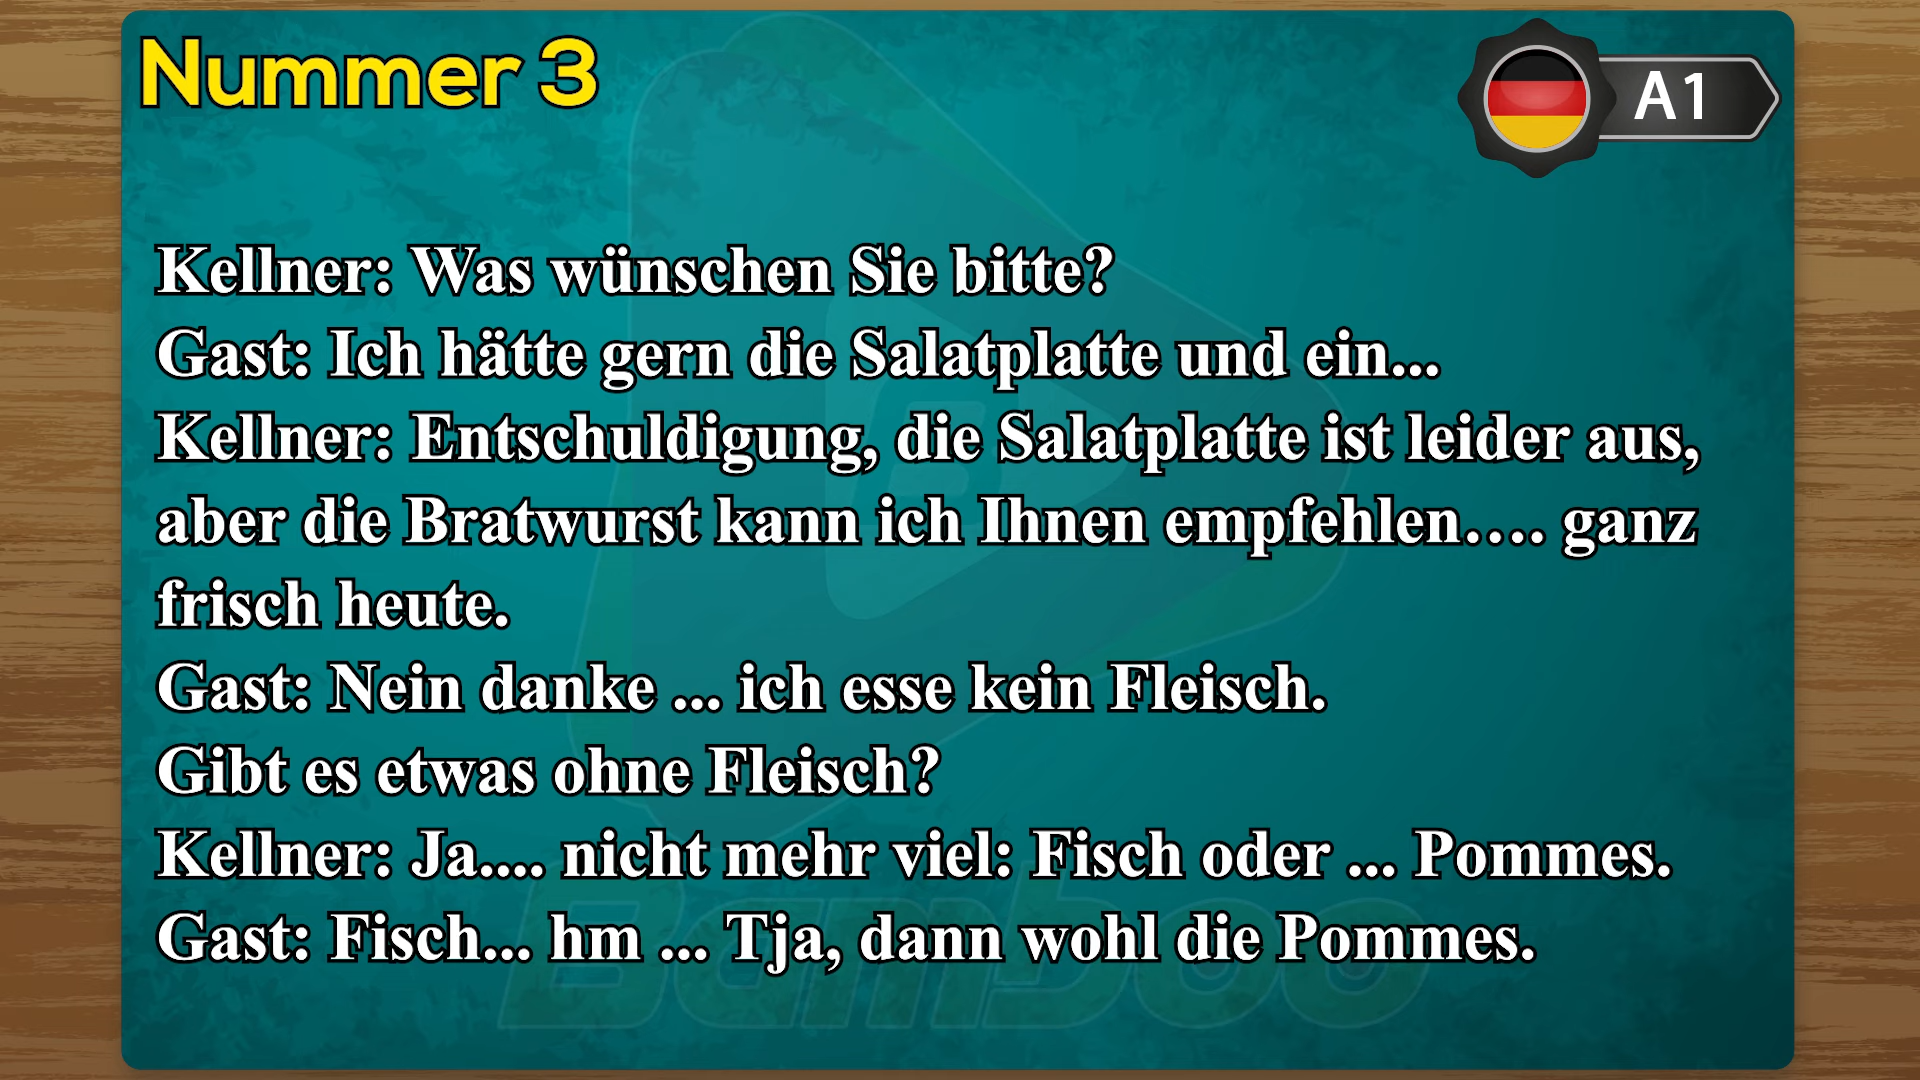 Nummer 3
A1
Kellner: Was wünschen Sie bitte?
Gast: Ich hätte gern die Salatplatte und ein...
Kellner: Entschuldigung, die Salatplatte ist leider aus,
aber die Bratwurst kann ich Ihnen empfehlen.... ganz
frisch heute.
Gast: Nein danke ... ich esse kein Fleisch.
Gibt es etwas ohne Fleisch?
Kellner: Ja.... nicht mehr viel: Fisch oder ... Pommes.
Gast: Fisch... hm ... Tja, dann wohl die Pommes.
Bamboo